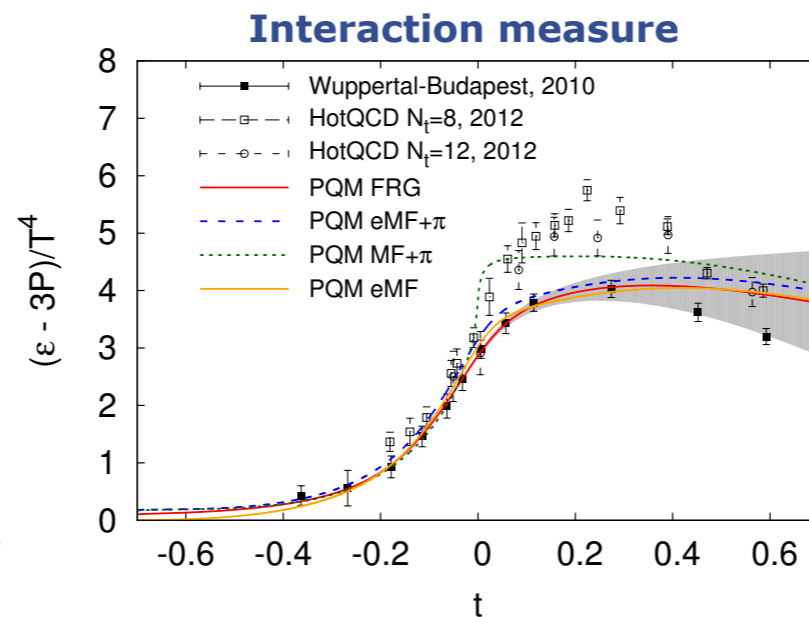 Interaction measure
8
7
6
5
4
3
2
1
0
(ε - 3P)/T⁴
Wuppertal-Budapest, 2010
HotQCD Nₜ=8, 2012
HotQCD Nₜ=12, 2012
PQM FRG
PQM eMF+π
PQM MF+π
PQM eMF
-0.6 -0.4 -0.2 0 0.2 0.4 0.6
t